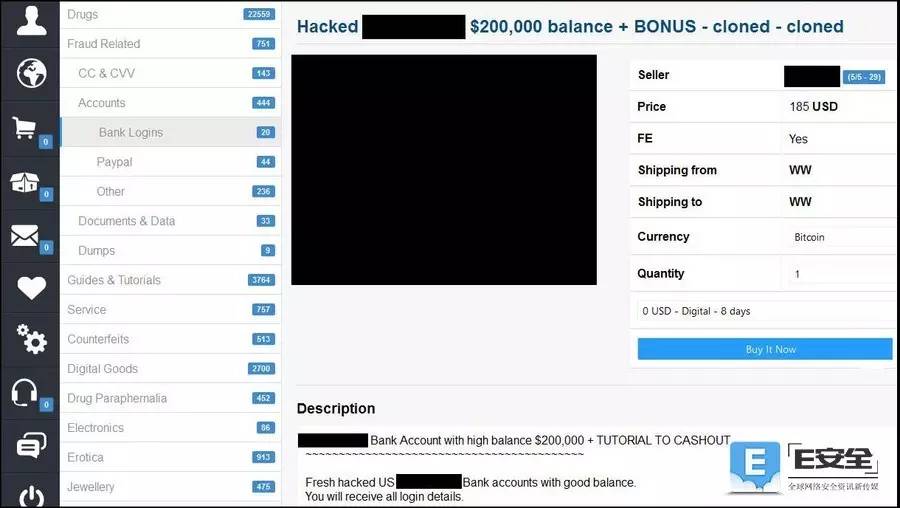 Drugs 22559
Fraud Related 751
CC & CVV 143
Accounts 444
Bank Logins 20
Paypal 44
Other 236
Documents & Data 33
Dumps 9
Guides & Tutorials 3764
Service 757
Counterfeits 513
Digital Goods 2700
Drug Paraphernalia 452
Electronics 86
Erotica 913
Jewellery 475
0
0
0
0
Hacked $200,000 balance + BONUS - cloned - cloned
Seller (5/5 - 29)
Price 185 USD
FE Yes
Shipping from WW
Shipping to WW
Currency Bitcoin
Quantity 1
0 USD - Digital - 8 days
Buy It Now
Description
Bank Account with high balance $200,000 + TUTORIAL TO CASHOUT
~~~~~~~~~~~~~~~~~~~~~~~~~~~~~~~~~~~~~~~~~~
Fresh hacked US Bank accounts with good balance.
You will receive all login details.
E
E安全
全球网络安全资讯新传媒